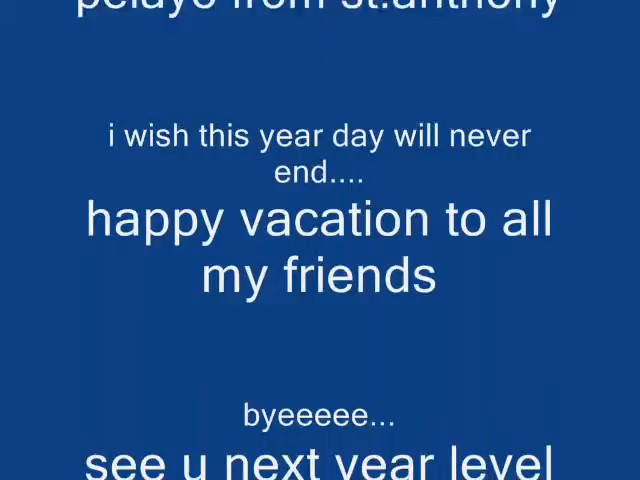 pelayo from st.anthony
i wish this year day will never
end....
happy vacation to all
my friends
byeeeee...
see u next year level